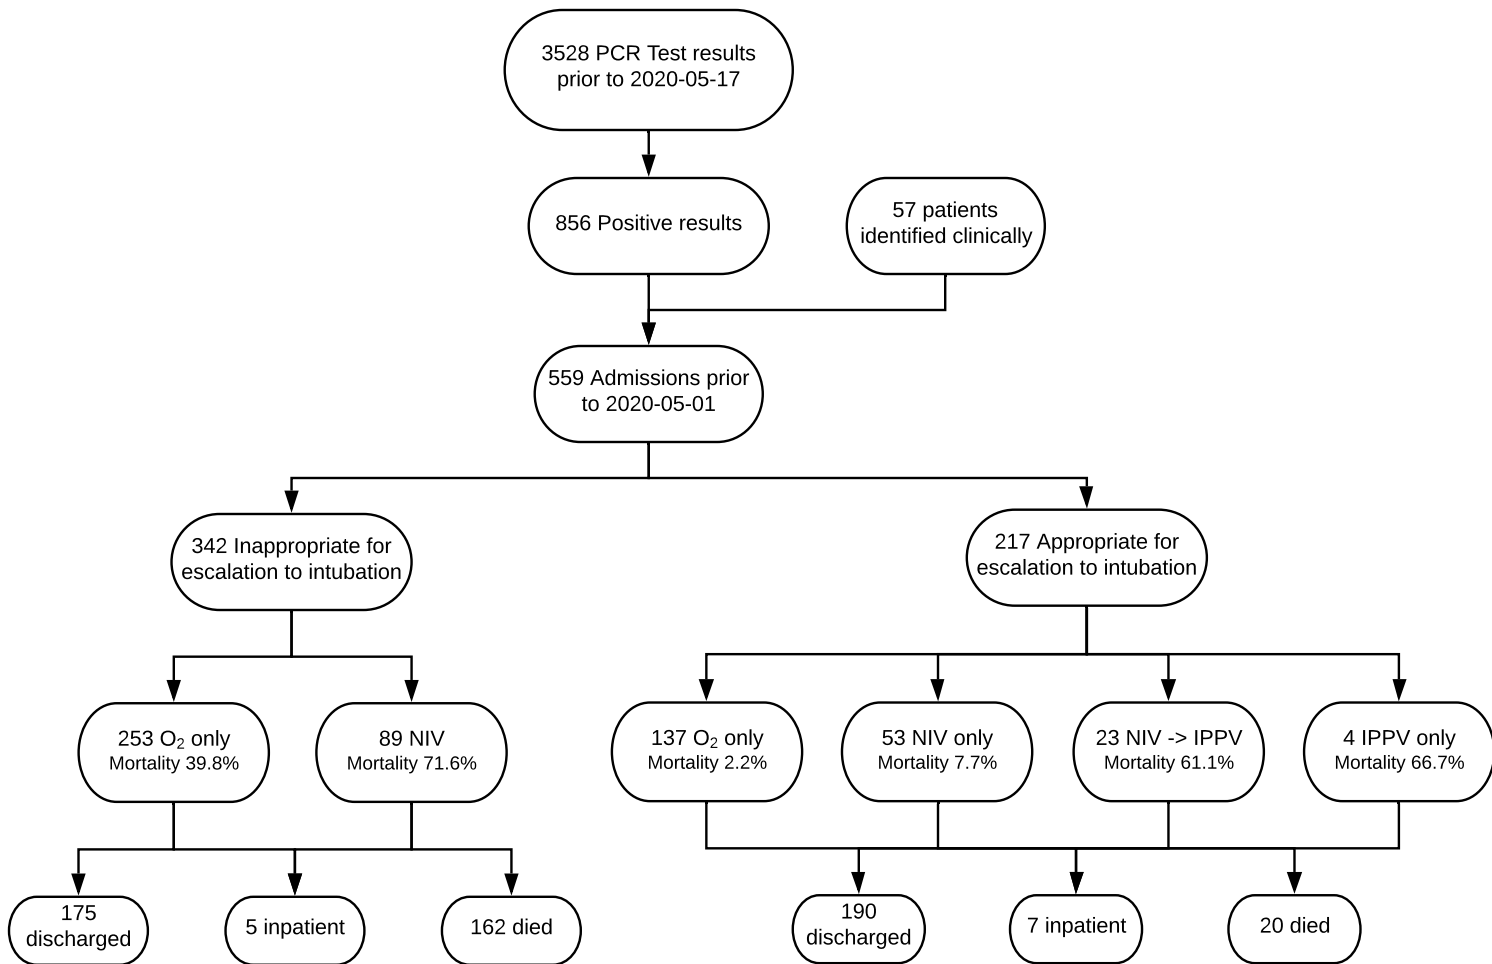 3528 PCR Test results
prior to 2020-05-17
856 Positive results
57 patients
identified clinically
559 Admissions prior
to 2020-05-01
342 Inappropriate for
escalation to intubation
217 Appropriate for
escalation to intubation
253 O₂ only
Mortality 39.8%
89 NIV
Mortality 71.6%
137 O₂ only
Mortality 2.2%
53 NIV only
Mortality 7.7%
23 NIV -> IPPV
Mortality 61.1%
4 IPPV only
Mortality 66.7%
175
discharged
5 inpatient
162 died
190
discharged
7 inpatient
20 died